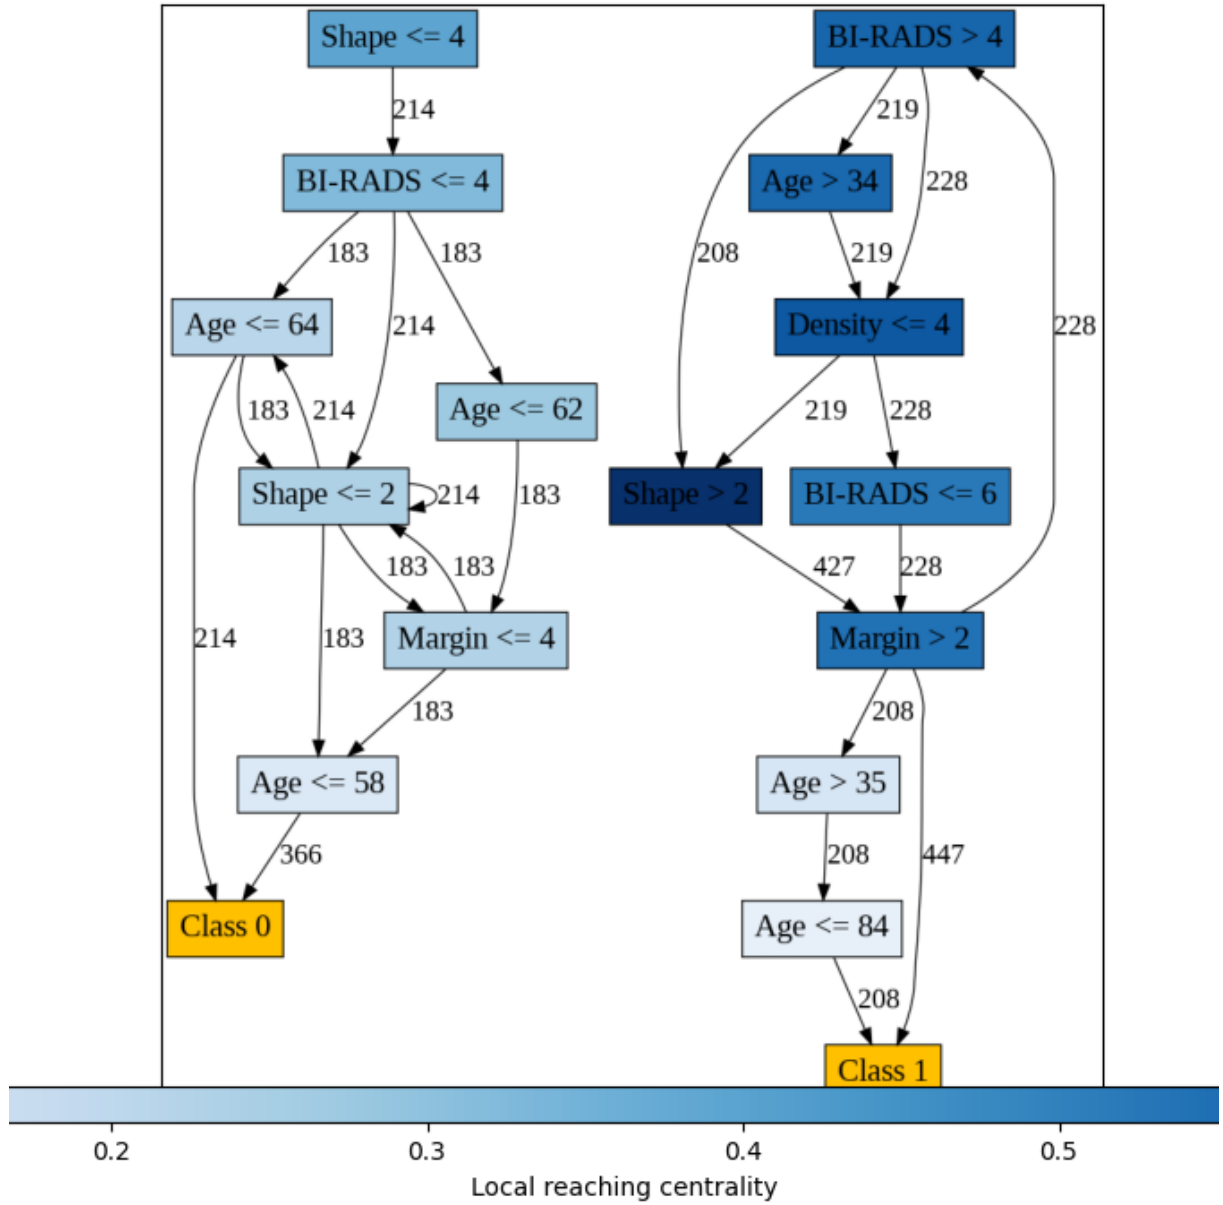 Shape <= 4
BI-RADS > 4
214
219
BI-RADS <= 4
Age > 34
228
183
183
208
219
Age <= 64
214
Density <= 4
228
183
214
Age <= 62
219
228
Shape <= 2
214
183
Shape > 2
BI-RADS <= 6
183
183
427
228
214
183
Margin <= 4
Margin > 2
183
208
Age <= 58
Age > 35
366
208
447
Class 0
Age <= 84
208
Class 1
0.2
0.3
0.4
0.5
Local reaching centrality